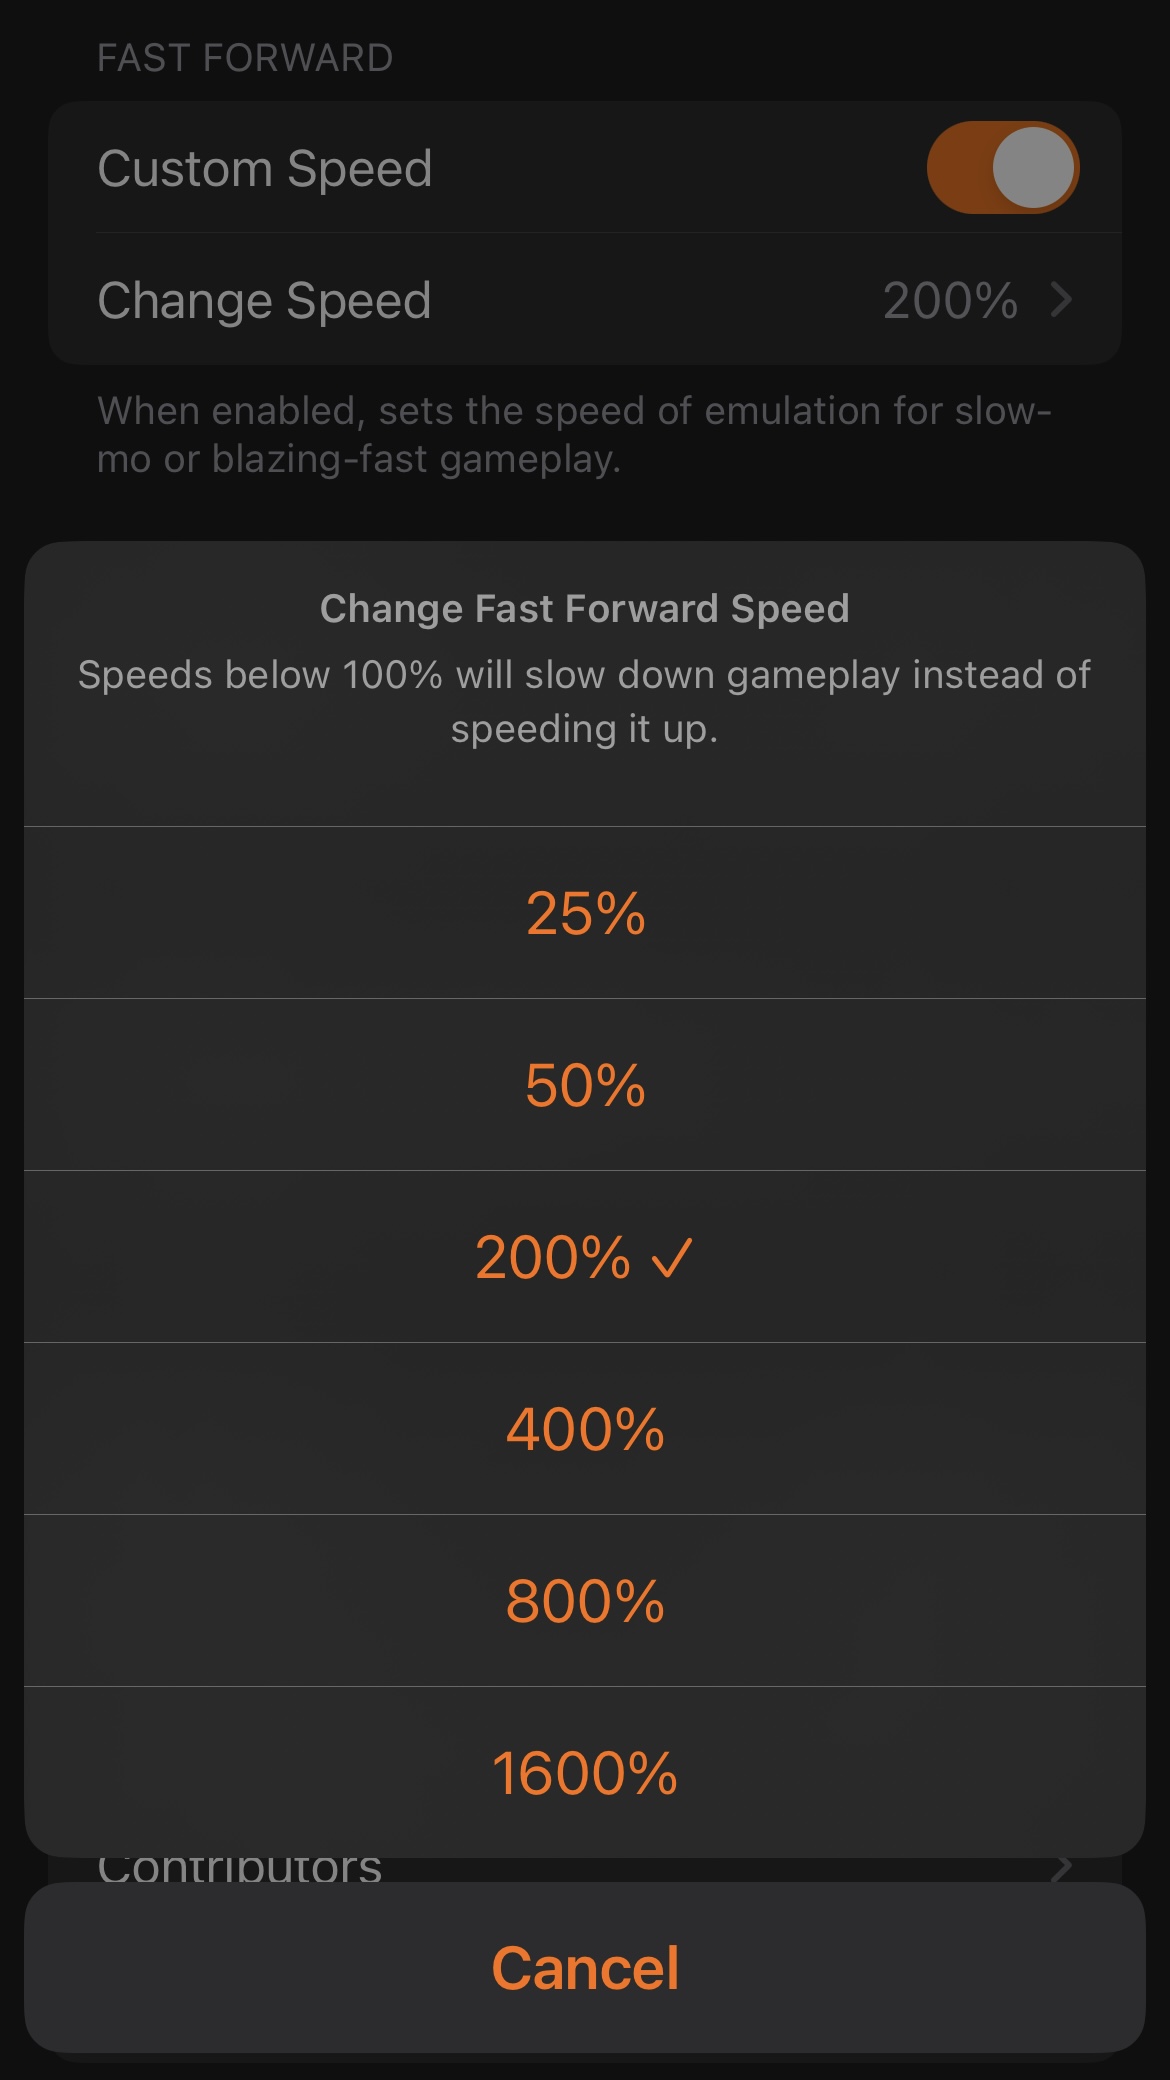 FAST FORWARD
Custom Speed
Change Speed 200%
When enabled, sets the speed of emulation for slow-
mo or blazing-fast gameplay.
Change Fast Forward Speed
Speeds below 100% will slow down gameplay instead of
speeding it up.
25%
50%
200% ✓
400%
800%
1600%
Contributors
Cancel